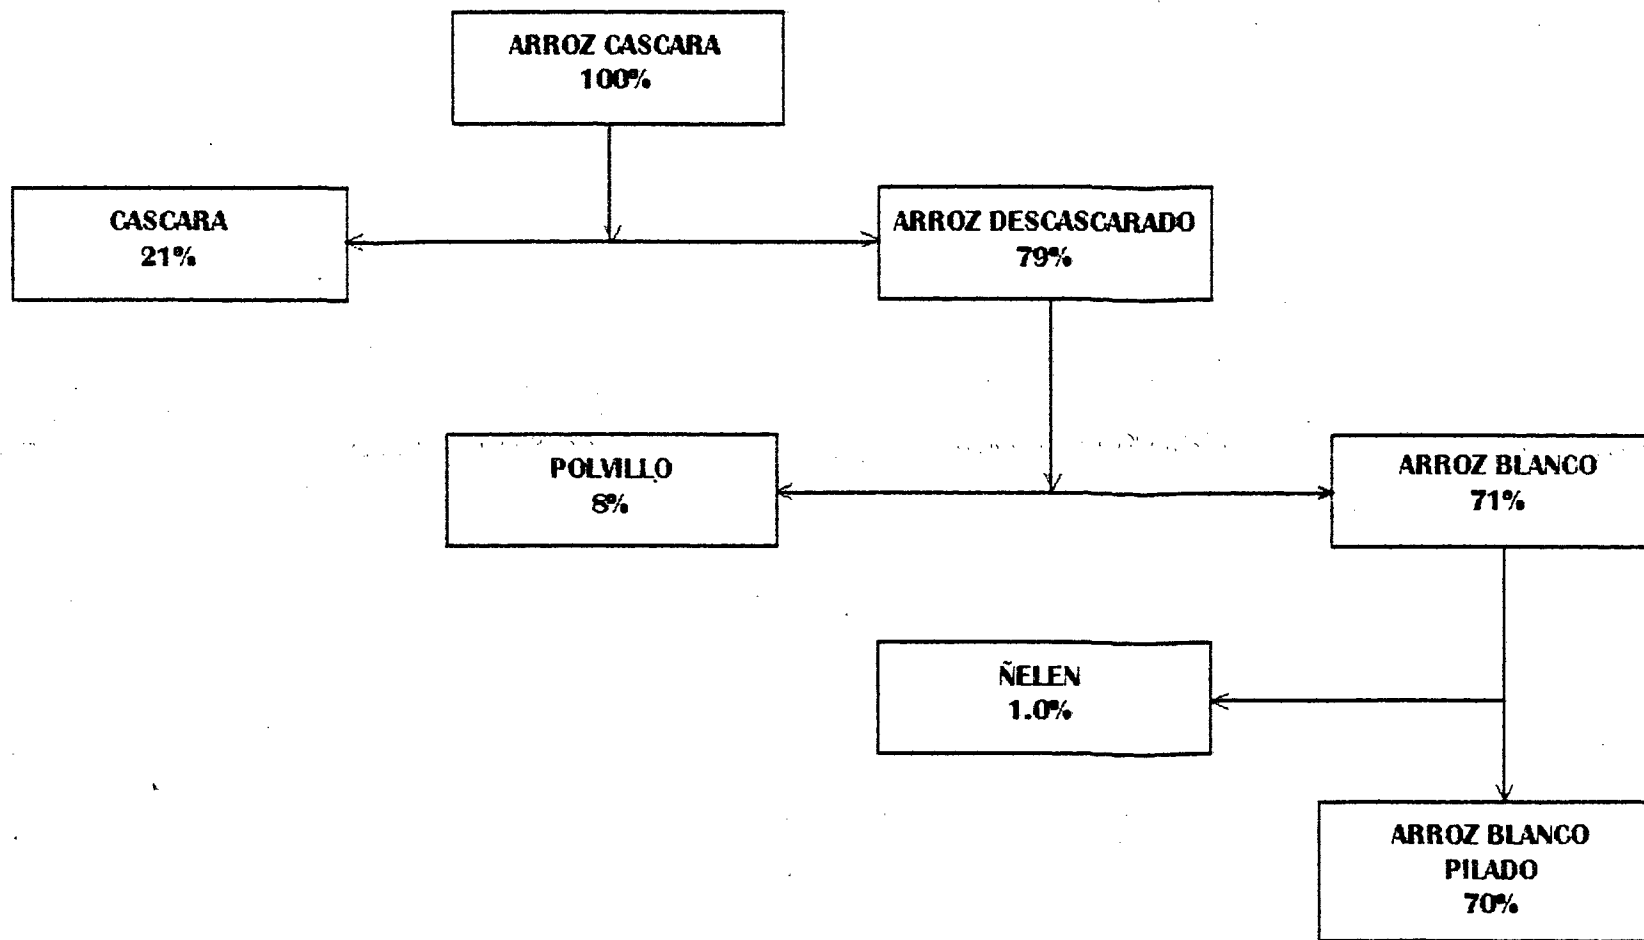 ARROZ CASCARA
100%
CASCARA
21%
ARROZ DESCASCARADO
79%
POLVILLO
8%
ARROZ BLANCO
71%
ÑELEN
1.0%
ARROZ BLANCO
PILADO
70%